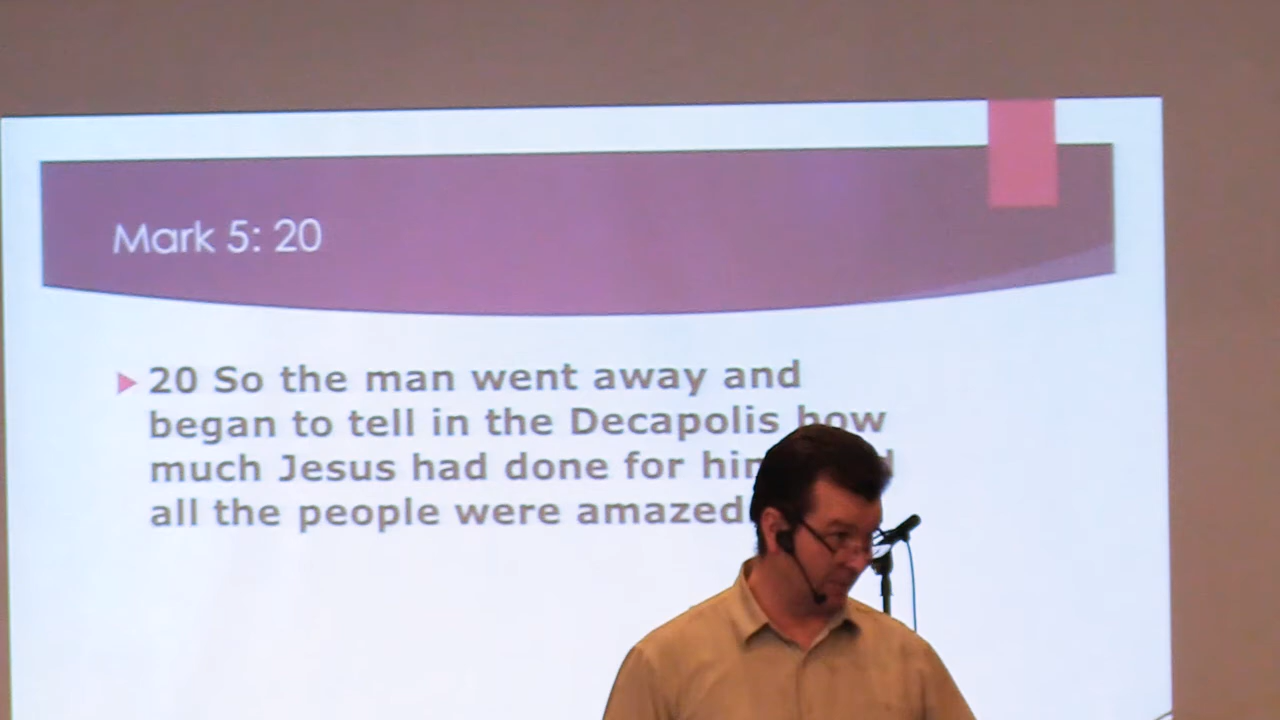 Mark 5: 20
20 So the man went away and
began to tell in the Decapolis how
much Jesus had done for
all the people were amazed